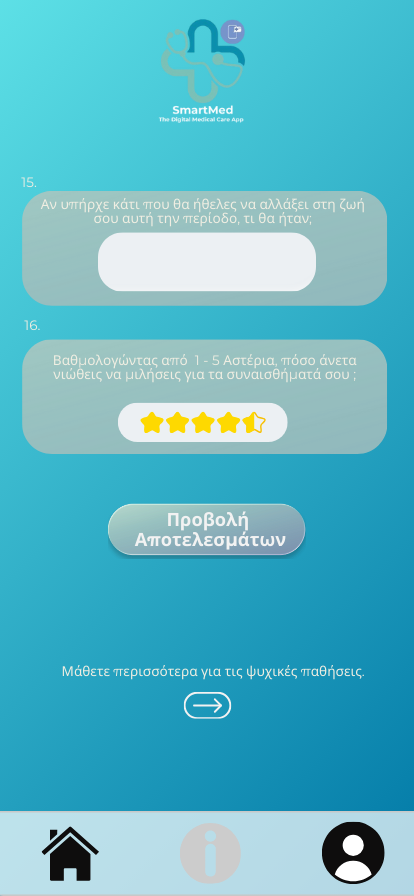 SmartMed
The Digital Medical Care App
15.
Αν υπήρχε κάτι που θα ήθελες να αλλάξει στη ζωή
σου αυτή την περίοδο, τι θα ήταν;
16.
Βαθμολογώντας από 1 - 5 Αστέρια, πόσο άνετα
νιώθεις να μιλήσεις για τα συναισθήματά σου ;
Προβολή
Αποτελεσμάτων
Μάθετε περισσότερα για τις ψυχικές παθήσεις.